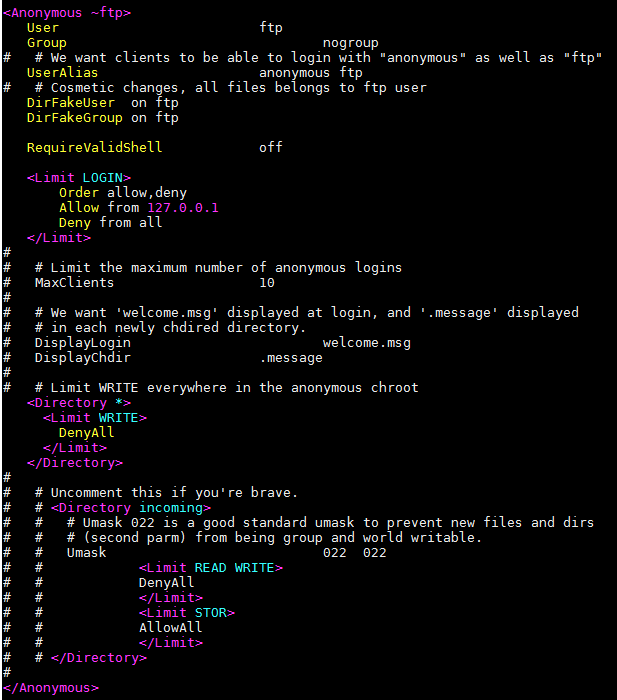 <Anonymous ~ftp>
   User                         ftp
   Group                                nogroup
#   # We want clients to be able to login with "anonymous" as well as "ftp"
   UserAlias                    anonymous ftp
#   # Cosmetic changes, all files belongs to ftp user
   DirFakeUser  on ftp
   DirFakeGroup on ftp

   RequireValidShell            off

   <Limit LOGIN>
       Order allow,deny
       Allow from 127.0.0.1
       Deny from all
   </Limit>
#
#   # Limit the maximum number of anonymous logins
#   MaxClients                  10
#
#   # We want 'welcome.msg' displayed at login, and '.message' displayed
#   # in each newly chdired directory.
#   DisplayLogin                        welcome.msg
#   DisplayChdir                .message
#
#   # Limit WRITE everywhere in the anonymous chroot
   <Directory *>
     <Limit WRITE>
       DenyAll
     </Limit>
   </Directory>
#
#   # Uncomment this if you're brave.
#   # <Directory incoming>
#   #   # Umask 022 is a good standard umask to prevent new files and dirs
#   #   # (second parm) from being group and world writable.
#   #   Umask                           022  022
#   #            <Limit READ WRITE>
#   #            DenyAll
#   #            </Limit>
#   #            <Limit STOR>
#   #            AllowAll
#   #            </Limit>
#   # </Directory>
#
</Anonymous>